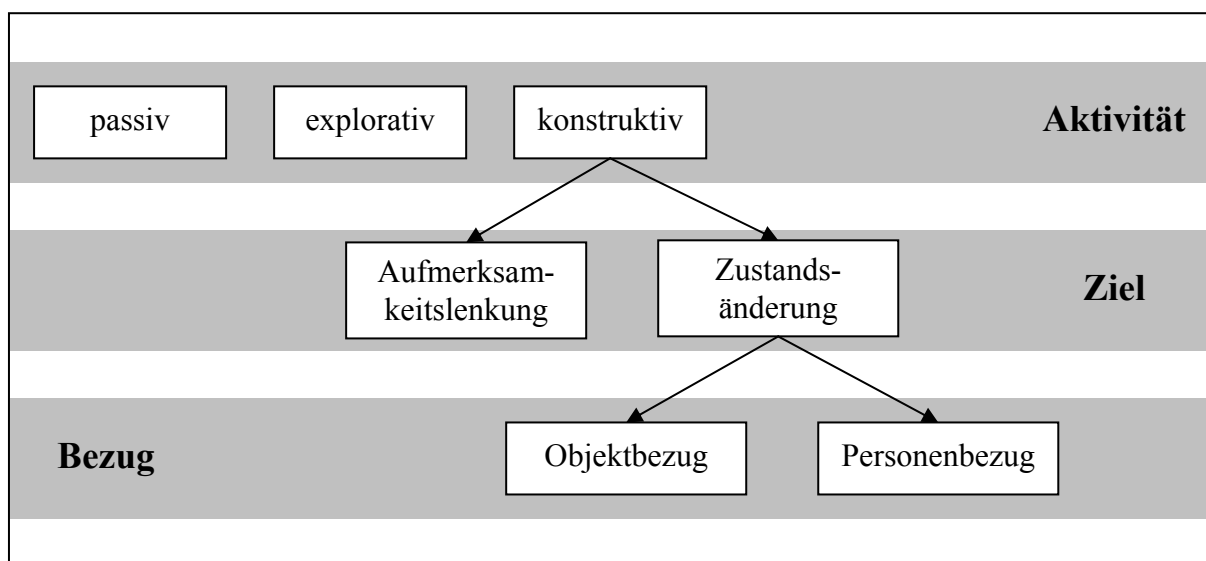 passiv
explorativ
konstruktiv
Aktivität
Aufmerksam-
keitslenkung
Zustands-
änderung
Ziel
Bezug
Objektbezug
Personenbezug